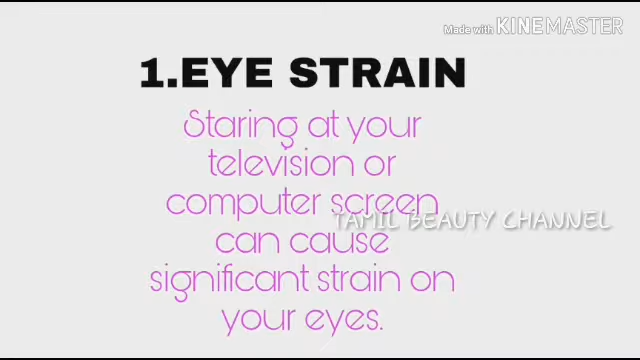 Made with KINEMASTER
1.EYE STRAIN
Staring at your
television or
computer screen
TAMIL BEAUTY CHANNEL
can cause
significant strain on
your eyes.